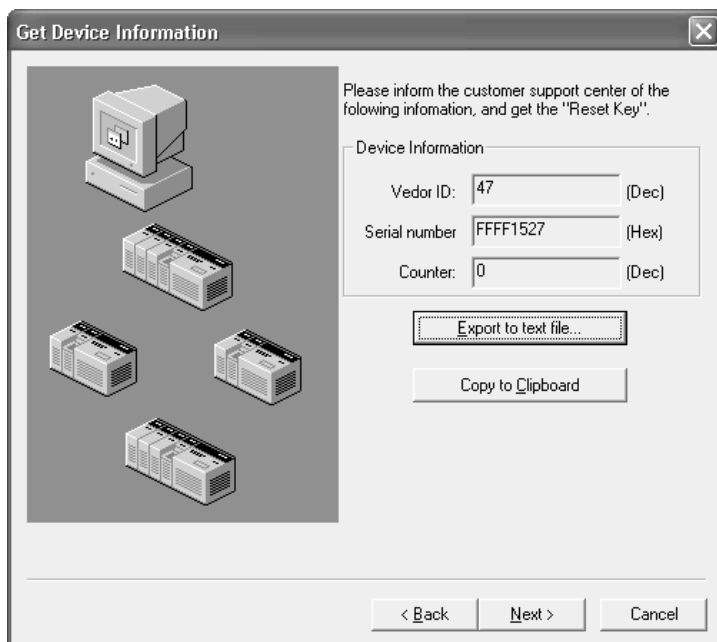 Get Device Information
Please inform the customer support center of the
folowing infomation, and get the "Reset Key".
Device Information
Vedor ID: 47 (Dec)
Serial number FFFF1527 (Hex)
Counter: 0 (Dec)
Export to text file...
Copy to Clipboard
< Back Next > Cancel